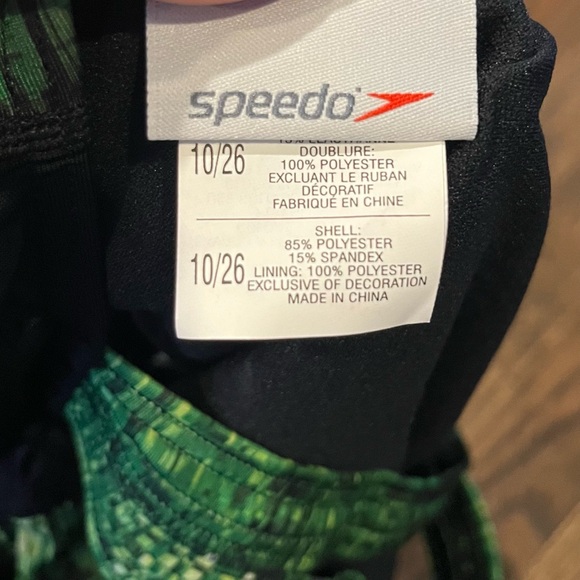 speedo
10/26
DOUBLURE:
100% POLYESTER
EXCLUANT LE RUBAN
DÉCORATIF
FABRIQUÉ EN CHINE
10/26
SHELL:
85% POLYESTER
15% SPANDEX
LINING: 100% POLYESTER
EXCLUSIVE OF DECORATION
MADE IN CHINA